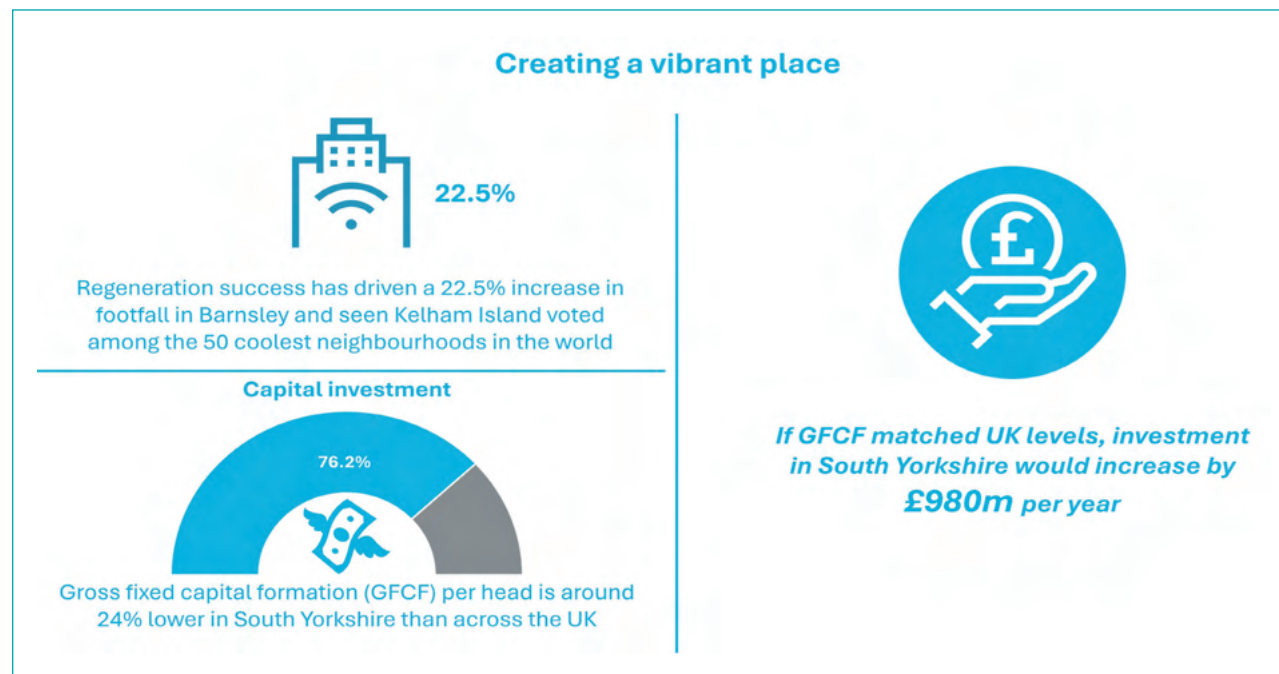 Creating a vibrant place
22.5%
Regeneration success has driven a 22.5% increase in
footfall in Barnsley and seen Kelham Island voted
among the 50 coolest neighbourhoods in the world
Capital investment
76.2%
Gross fixed capital formation (GFCF) per head is around
24% lower in South Yorkshire than across the UK
£
If GFCF matched UK levels, investment
in South Yorkshire would increase by
£980m per year